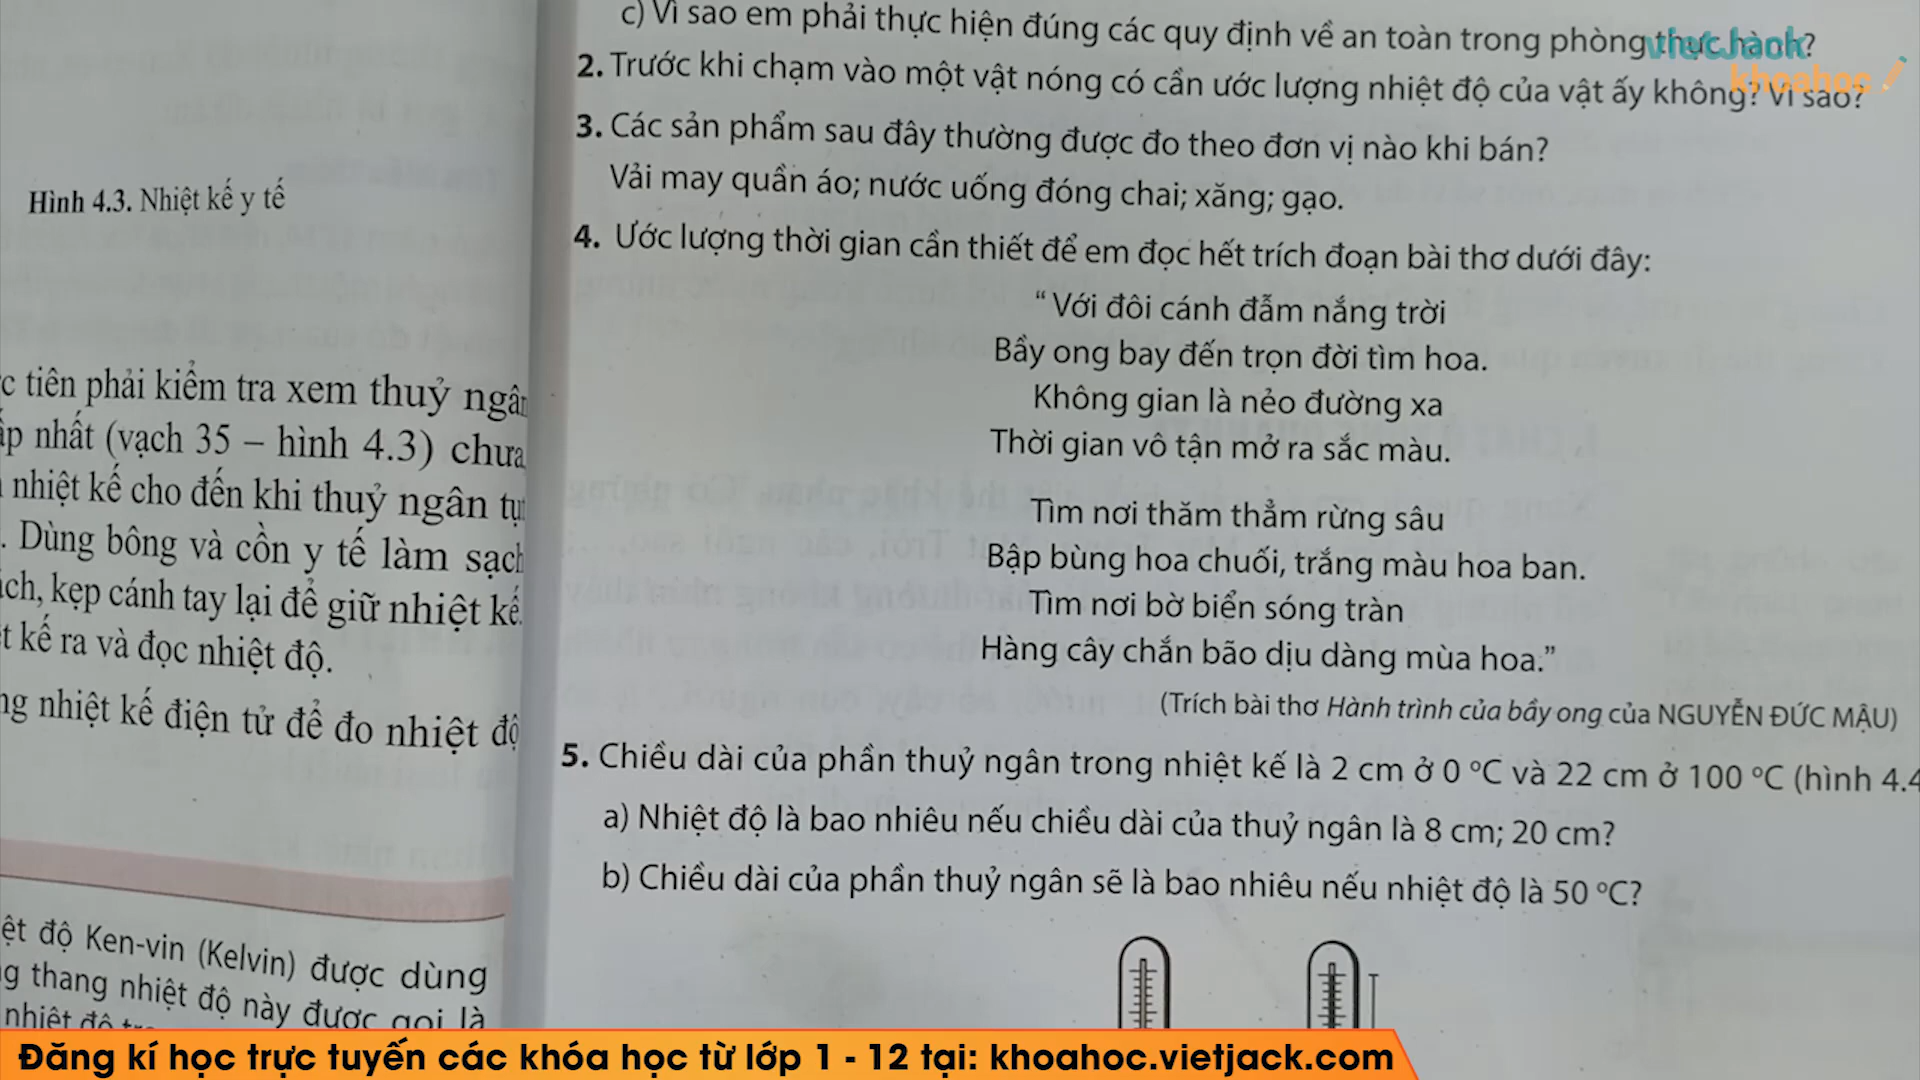 Hình 4.3. Nhiệt kế y tế
tiên phải kiểm tra xem thuỷ ngân
nhất (vạch 35 – hình 4.3) chưa
nhiệt kế cho đến khi thuỷ ngân tụt
. Dùng bông và cồn y tế làm sạch
kẹp cánh tay lại để giữ nhiệt kế.
kế ra và đọc nhiệt độ.
nhiệt kế điện tử để đo nhiệt độ
độ Ken-vin (Kelvin) được dùng
thang nhiệt độ này được gọi là
nhiệt độ
c) Vì sao em phải thực hiện đúng các quy định về an toàn trong phòng thực hành?
2. Trước khi chạm vào một vật nóng có cần ước lượng nhiệt độ của vật ấy không? Vì sao?
3. Các sản phẩm sau đây thường được đo theo đơn vị nào khi bán?
Vải may quần áo; nước uống đóng chai; xăng; gạo.
4. Ước lượng thời gian cần thiết để em đọc hết trích đoạn bài thơ dưới đây:
“ Với đôi cánh đẫm nắng trời
Bầy ong bay đến trọn đời tìm hoa.
Không gian là nẻo đường xa
Thời gian vô tận mở ra sắc màu.
Tìm nơi thăm thẳm rừng sâu
Bập bùng hoa chuối, trắng màu hoa ban.
Tìm nơi bờ biển sóng tràn
Hàng cây chắn bão dịu dàng mùa hoa.”
(Trích bài thơ Hành trình của bầy ong của NGUYỄN ĐỨC MẬU)
5. Chiều dài của phần thuỷ ngân trong nhiệt kế là 2 cm ở 0 °C và 22 cm ở 100 °C (hình 4.4
a) Nhiệt độ là bao nhiêu nếu chiều dài của thuỷ ngân là 8 cm; 20 cm?
b) Chiều dài của phần thuỷ ngân sẽ là bao nhiêu nếu nhiệt độ là 50 °C?
vietJack
khoahoc
Đăng kí học trực tuyến các khóa học từ lớp 1 - 12 tại: khoahoc.vietjack.com